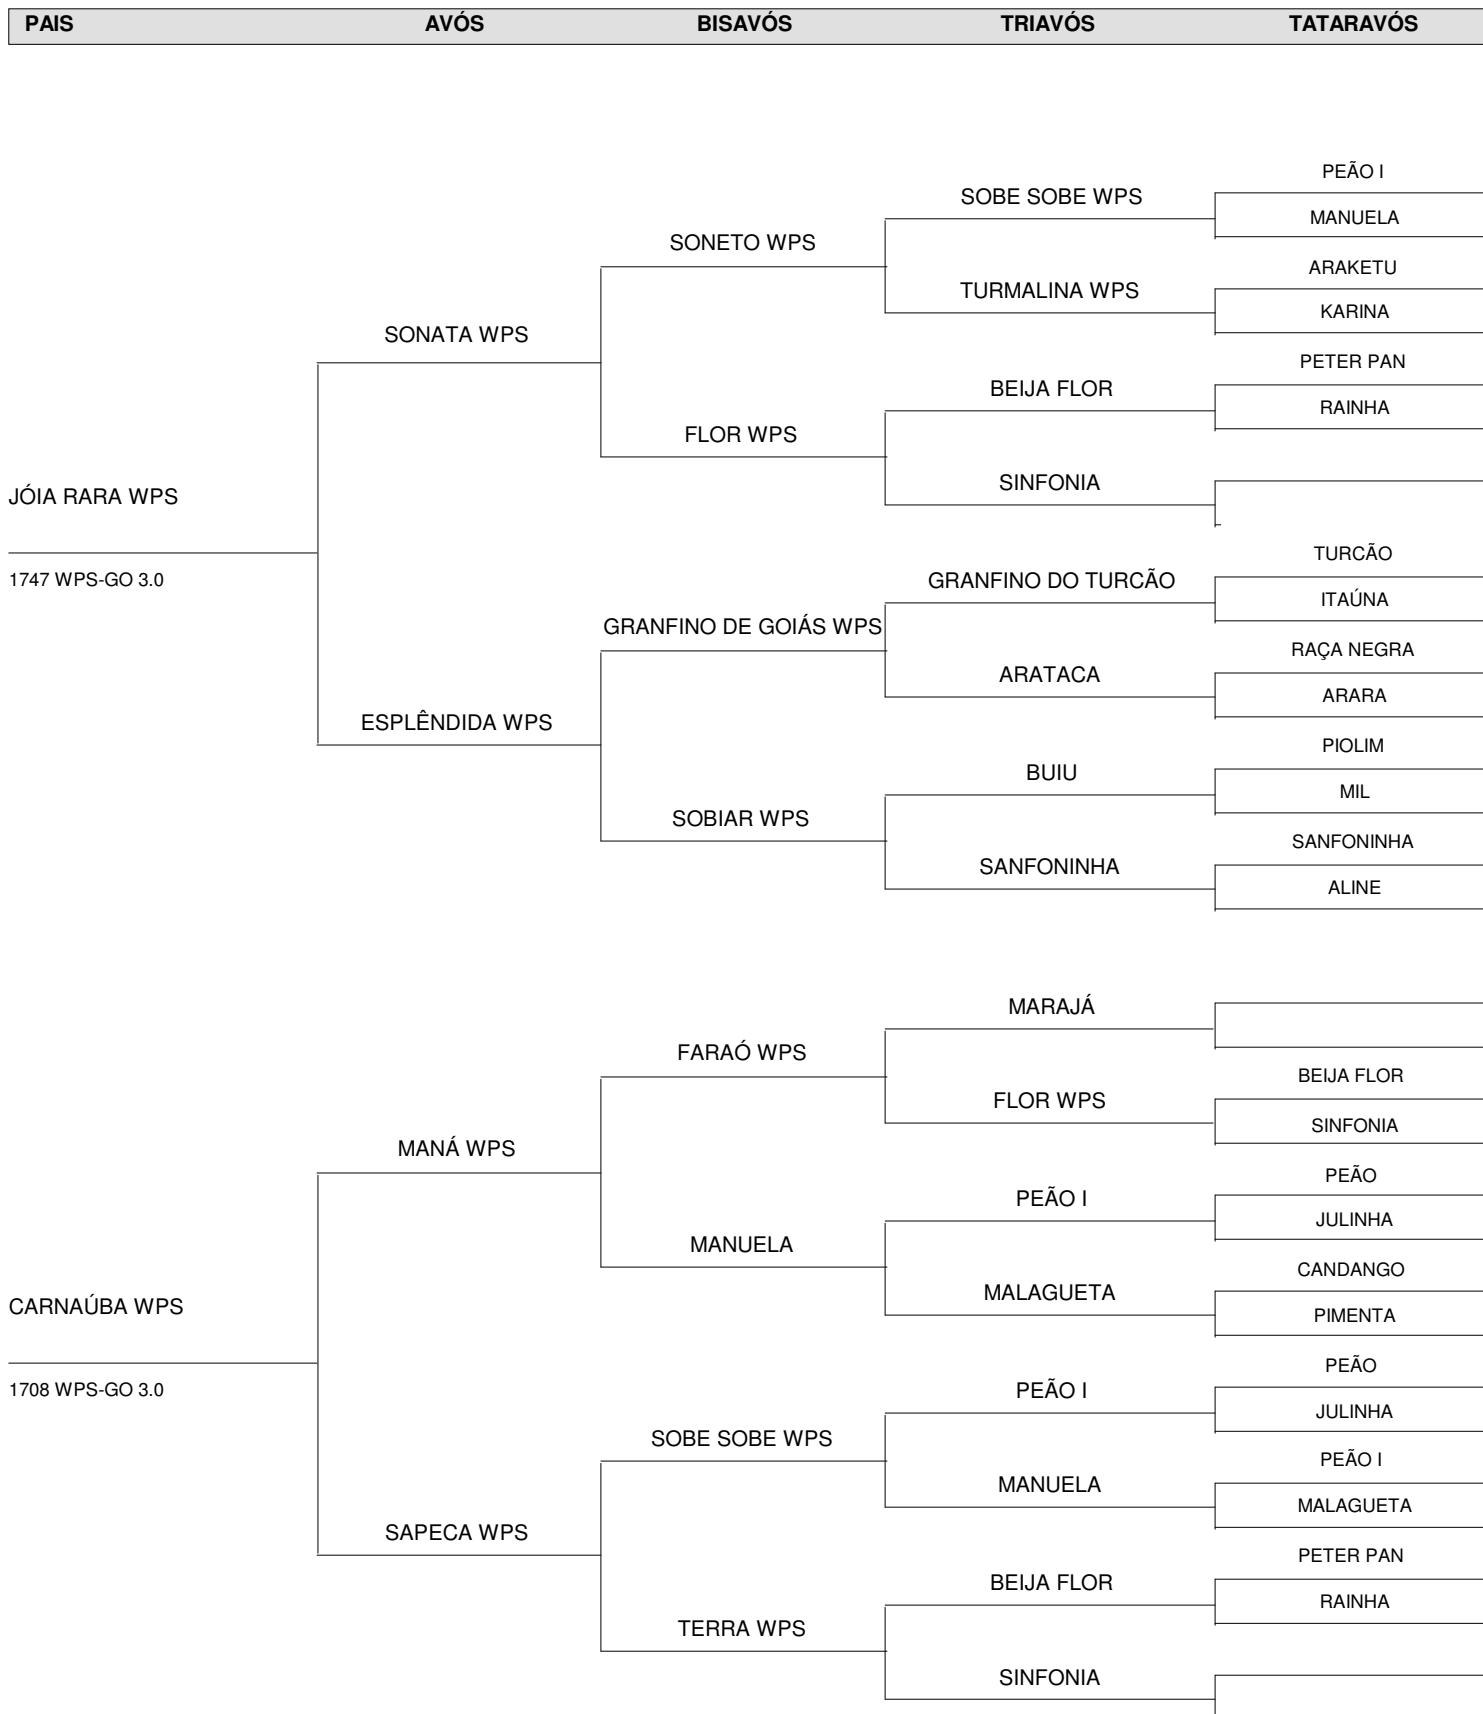 PAIS AVÓS BISAVÓS TRIAVÓS TATARAVÓS
PEÃO I
SOBE SOBE WPS
MANUELA
SONETO WPS
ARAKETU
TURMALINA WPS
KARINA
SONATA WPS
PETER PAN
BEIJA FLOR
RAINHA
FLOR WPS
SINFONIA
JÓIA RARA WPS
TURCÃO
1747 WPS-GO 3.0
GRANFINO DO TURCÃO
ITAÚNA
GRANFINO DE GOIÁS WPS
RAÇA NEGRA
ARATACA
ARARA
ESPLÊNDIDA WPS
PIOLIM
BUIU
MIL
SOBIAR WPS
SANFONINHA
SANFONINHA
ALINE
MARAJÁ
FARAÓ WPS
BEIJA FLOR
FLOR WPS
SINFONIA
MANÁ WPS
PEÃO
PEÃO I
JULINHA
MANUELA
CANDANGO
MALAGUETA
CARNAÚBA WPS
PIMENTA
PEÃO
1708 WPS-GO 3.0
PEÃO I
JULINHA
SOBE SOBE WPS
PEÃO I
MANUELA
MALAGUETA
SAPECA WPS
PETER PAN
BEIJA FLOR
RAINHA
TERRA WPS
SINFONIA